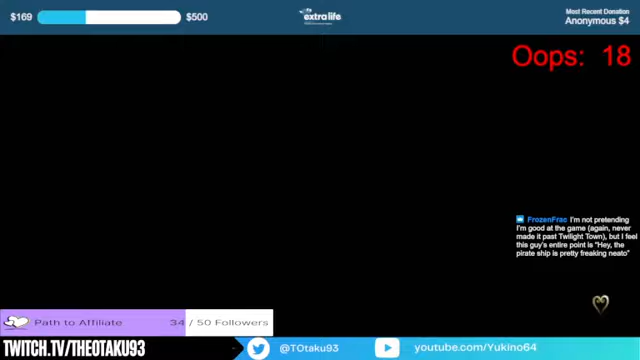 $169
$500
extralife
Most Recent Donation
Anonymous $4
Oops: 18
FrozenFrac I'm not pretending
I'm good at the game (again, never
made it past Twilight Town), but I feel
this guy's entire point is "Hey, the
pirate ship is pretty freaking neato"
Path to Affiliate
34 / 50 Followers
TWITCH.TV/THEOTAKU93
@TOtaku93
youtube.com/Yukino64